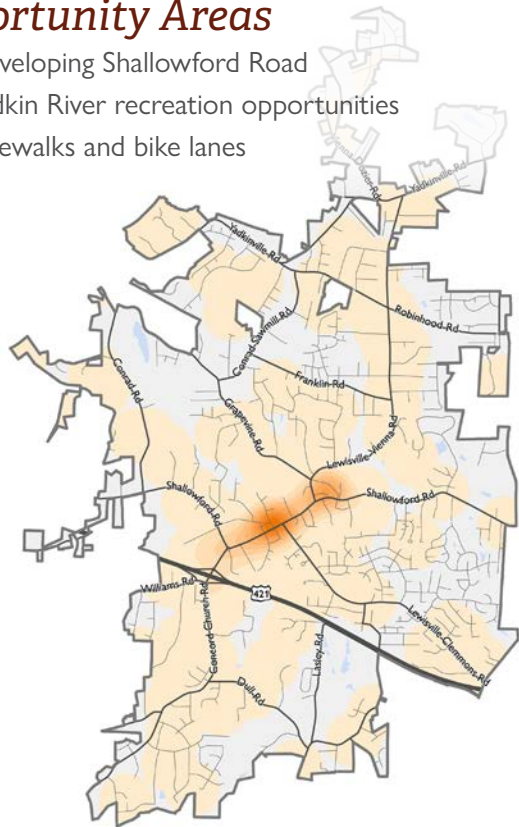 ortunity Areas
veloping Shallowford Road
dkin River recreation opportunities
ewalks and bike lanes
Yadkinville-Rd
Yadkinville-Rd
Robinhood-Rd
Conrad-Sawmill-Rd
Conrad-Rd
Franklin-Rd
Grapevine-Rd
Lewisville-Vienna-Rd
Shallowford-Rd
Shallowford-Rd
Williams-Rd
421
Concord-Church-Rd
Lasley-Rd
Lewisville-Clemmons-Rd
Dull-Rd